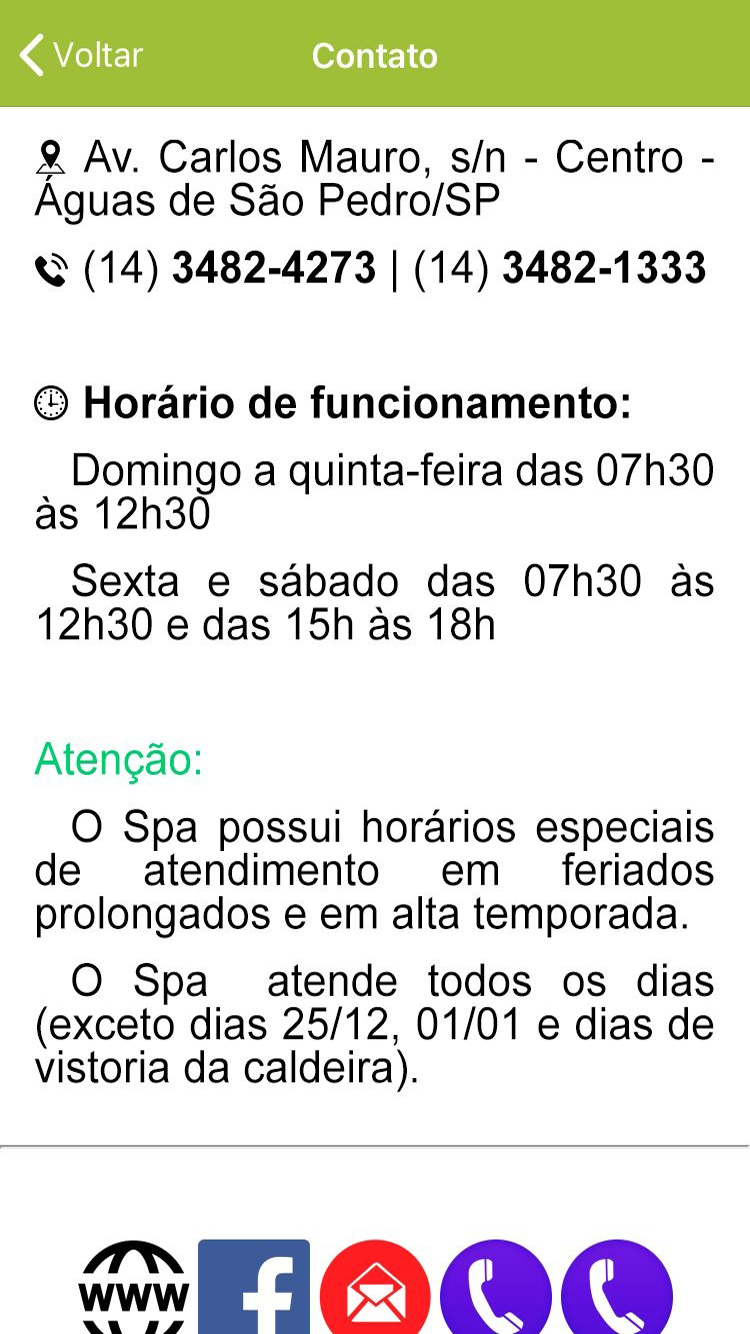 Voltar
Contato
Av. Carlos Mauro, s/n - Centro -
Águas de São Pedro/SP
(14) 3482-4273 | (14) 3482-1333
Horário de funcionamento:
Domingo a quinta-feira das 07h30
às 12h30
Sexta e sábado das 07h30 às
12h30 e das 15h às 18h
Atenção:
O Spa possui horários especiais
de atendimento em feriados
prolongados e em alta temporada.
O Spa atende todos os dias
(exceto dias 25/12, 01/01 e dias de
vistoria da caldeira).
www f